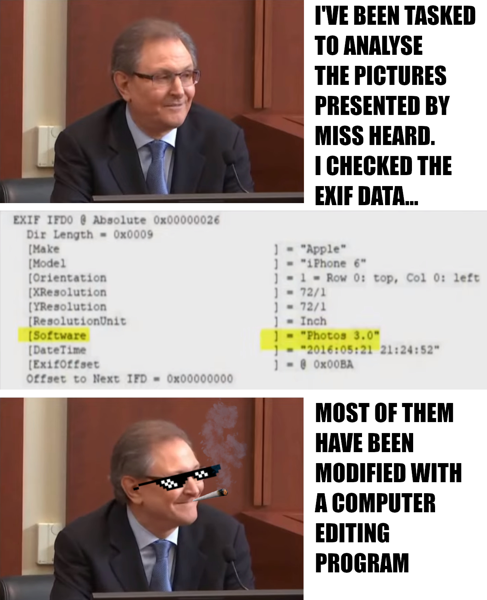 I'VE BEEN TASKED
TO ANALYSE
THE PICTURES
PRESENTED BY
MISS HEARD.
I CHECKED THE
EXIF DATA...
EXIF IFD0 @ Absolute 0x00000026
Dir Length = 0x0009
[Make ] = "Apple"
[Model ] = "iPhone 6"
[Orientation ] = 1 = Row 0: top, Col 0: left
[XResolution ] = 72/1
[YResolution ] = 72/1
[ResolutionUnit ] = Inch
[Software ] = "Photos 3.0"
[DateTime ] = "2016:05:21 21:24:52"
[ExifOffset ] = @ 0x00BA
Offset to Next IFD = 0x00000000
MOST OF THEM
HAVE BEEN
MODIFIED WITH
A COMPUTER
EDITING
PROGRAM